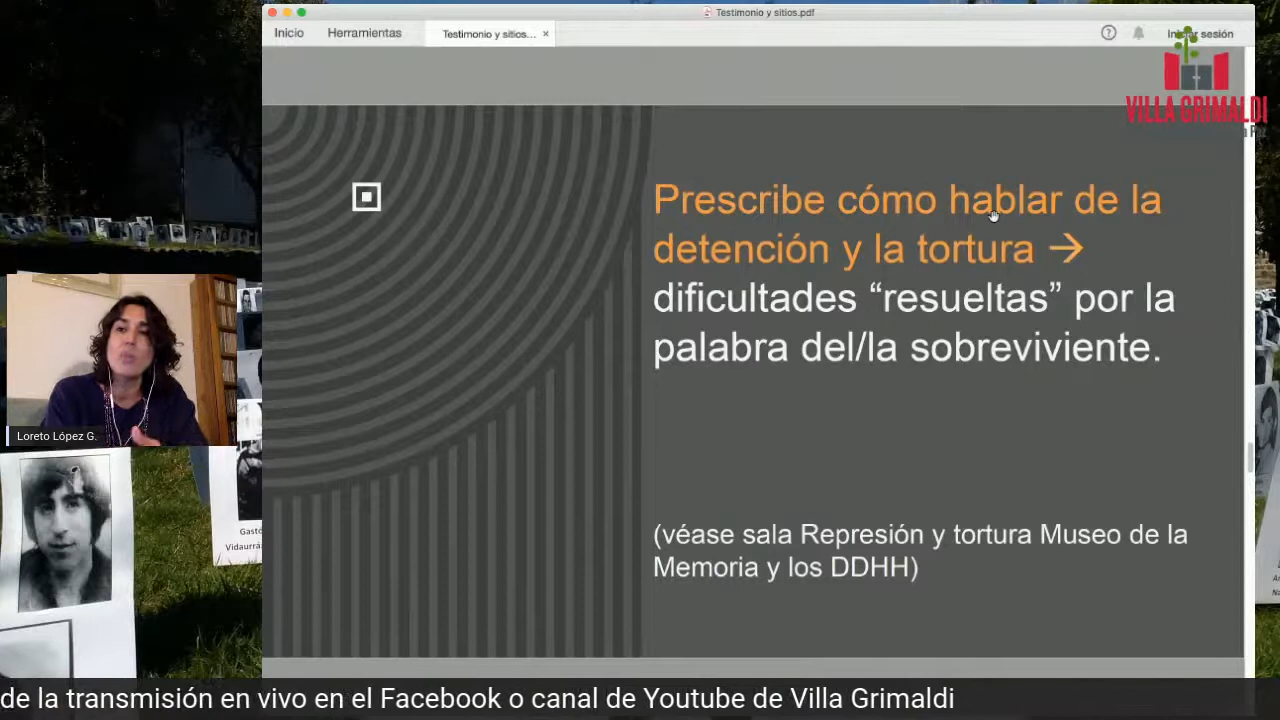 Testimonio y sitios.pdf
Inicio
Herramientas
Testimonio y sitios...
VILLA GRIMALDI
Prescribe cómo hablar de la
detención y la tortura →
dificultades “resueltas” por la
palabra del/la sobreviviente.
(véase sala Represión y tortura Museo de la
Memoria y los DDHH)
Loreto López G.
de la transmisión en vivo en el Facebook o canal de Youtube de Villa Grimaldi